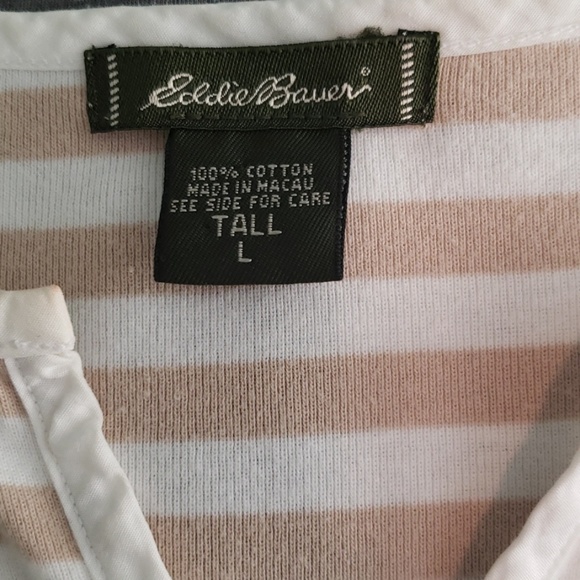 Eddie Bauer®
100% COTTON
MADE IN MACAU
SEE SIDE FOR CARE
TALL
L